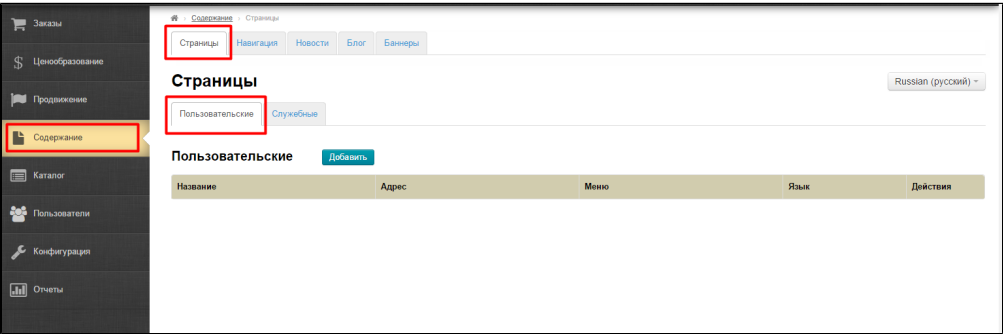 Заказы
Ценообразование
Продвижение
Содержание
Каталог
Пользователи
Конфигурация
Отчеты
Содержание › Страницы
Страницы Навигация Новости Блог Баннеры
Страницы Russian (русский)
Пользовательские Служебные
Пользовательские Добавить
Название Адрес Меню Язык Действия